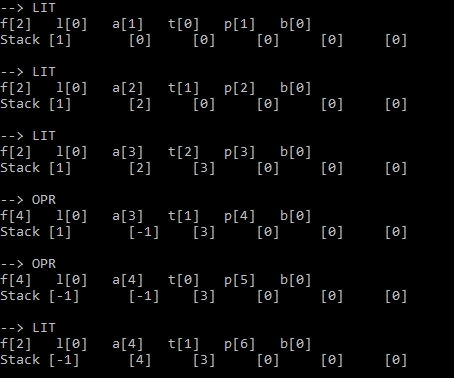 --> LIT
f[2]   l[0]   a[1]   t[0]   p[1]   b[0]
Stack [1]       [0]     [0]     [0]     [0]     [0]
--> LIT
f[2]   l[0]   a[2]   t[1]   p[2]   b[0]
Stack [1]       [2]     [0]     [0]     [0]     [0]
--> LIT
f[2]   l[0]   a[3]   t[2]   p[3]   b[0]
Stack [1]       [2]     [3]     [0]     [0]     [0]
--> OPR
f[4]   l[0]   a[3]   t[1]   p[4]   b[0]
Stack [1]       [-1]    [3]     [0]     [0]     [0]
--> OPR
f[4]   l[0]   a[4]   t[0]   p[5]   b[0]
Stack [-1]      [-1]    [3]     [0]     [0]     [0]
--> LIT
f[2]   l[0]   a[4]   t[1]   p[6]   b[0]
Stack [-1]      [4]     [3]     [0]     [0]     [0]